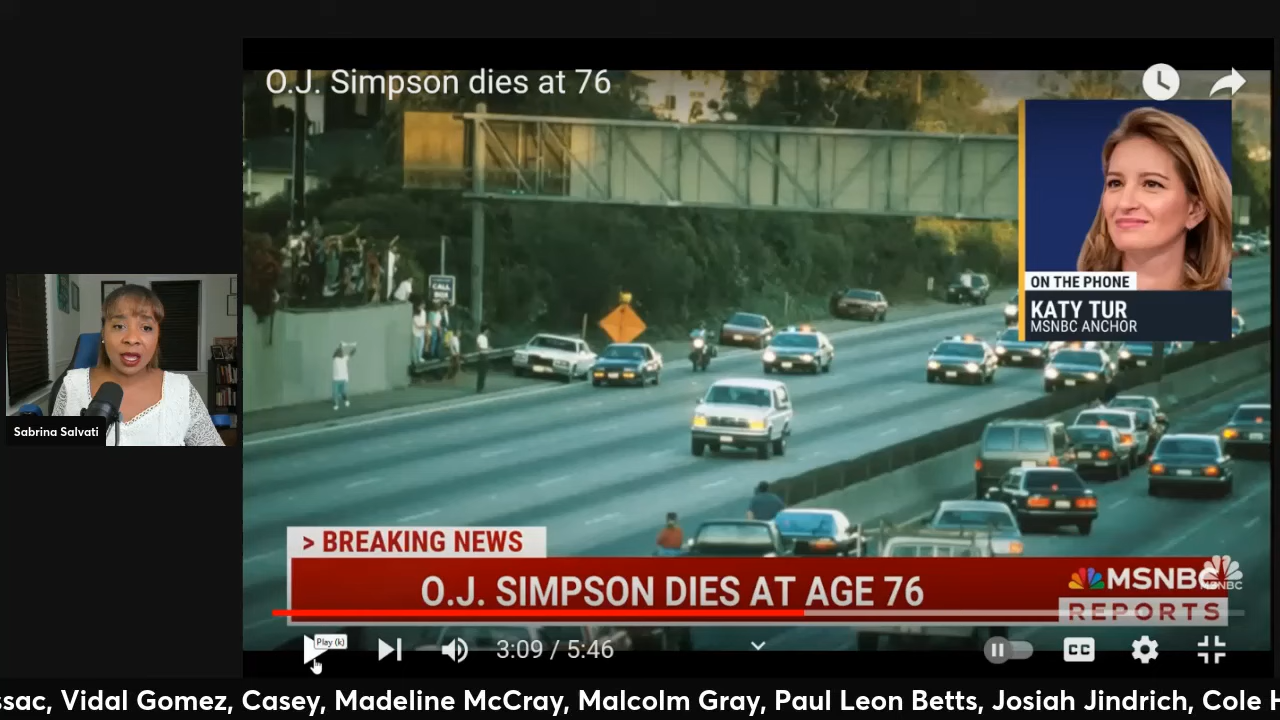 O.J. Simpson dies at 76
CALL
BOX
ON THE PHONE
KATY TUR
MSNBC ANCHOR
Sabrina Salvati
> BREAKING NEWS
O.J. SIMPSON DIES AT AGE 76
MSNBC
REPORTS
Play (k)
3:09 / 5:46
CC
ssac, Vidal Gomez, Casey, Madeline McCray, Malcolm Gray, Paul Leon Betts, Josiah Jindrich, Cole